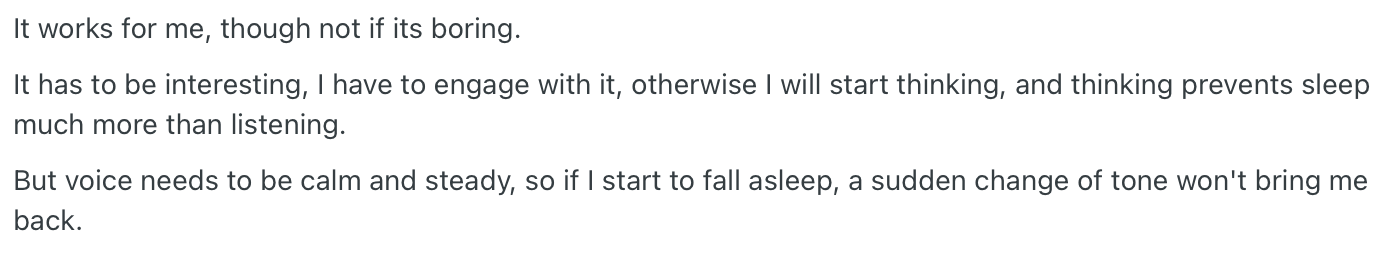 It works for me, though not if its boring.
It has to be interesting, I have to engage with it, otherwise I will start thinking, and thinking prevents sleep
much more than listening.
But voice needs to be calm and steady, so if I start to fall asleep, a sudden change of tone won't bring me
back.